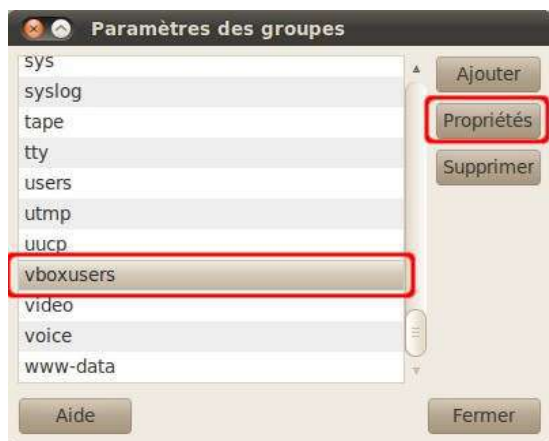 Paramètres des groupes
sys
syslog
tape
tty
users
utmp
uucp
vboxusers
video
voice
www-data
Ajouter
Propriétés
Supprimer
Aide
Fermer